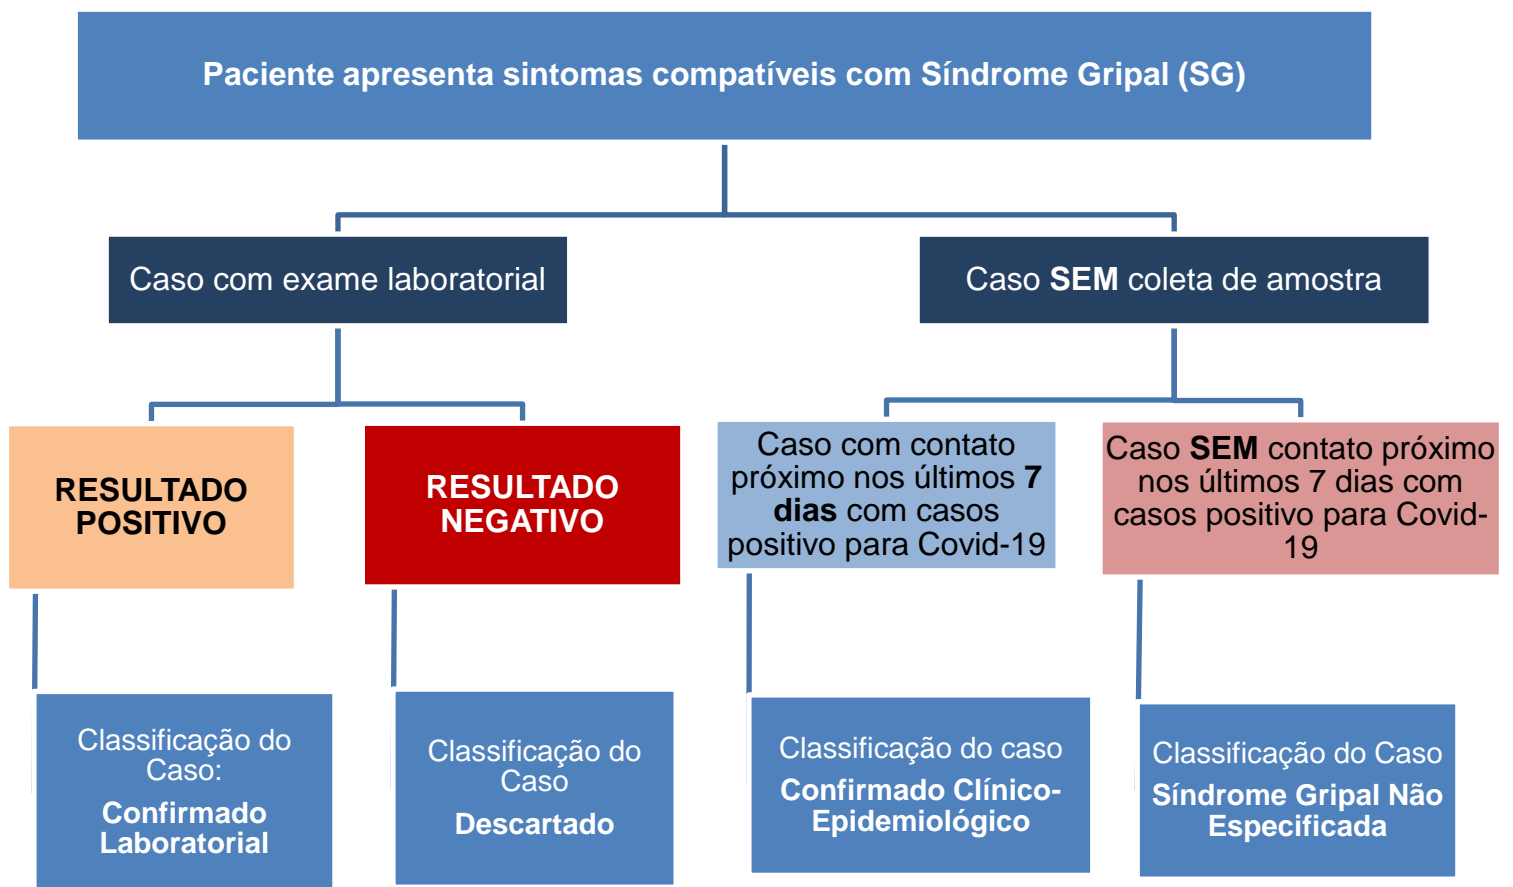 Paciente apresenta sintomas compatíveis com Síndrome Gripal (SG)
Caso com exame laboratorial
Caso SEM coleta de amostra
RESULTADO
POSITIVO
RESULTADO
NEGATIVO
Caso com contato
próximo nos últimos 7
dias com casos
positivo para Covid-19
Caso SEM contato próximo
nos últimos 7 dias com
casos positivo para Covid-
19
Classificação do
Caso:
Confirmado
Laboratorial
Classificação do
Caso
Descartado
Classificação do caso
Confirmado Clínico-
Epidemiológico
Classificação do Caso
Síndrome Gripal Não
Especificada